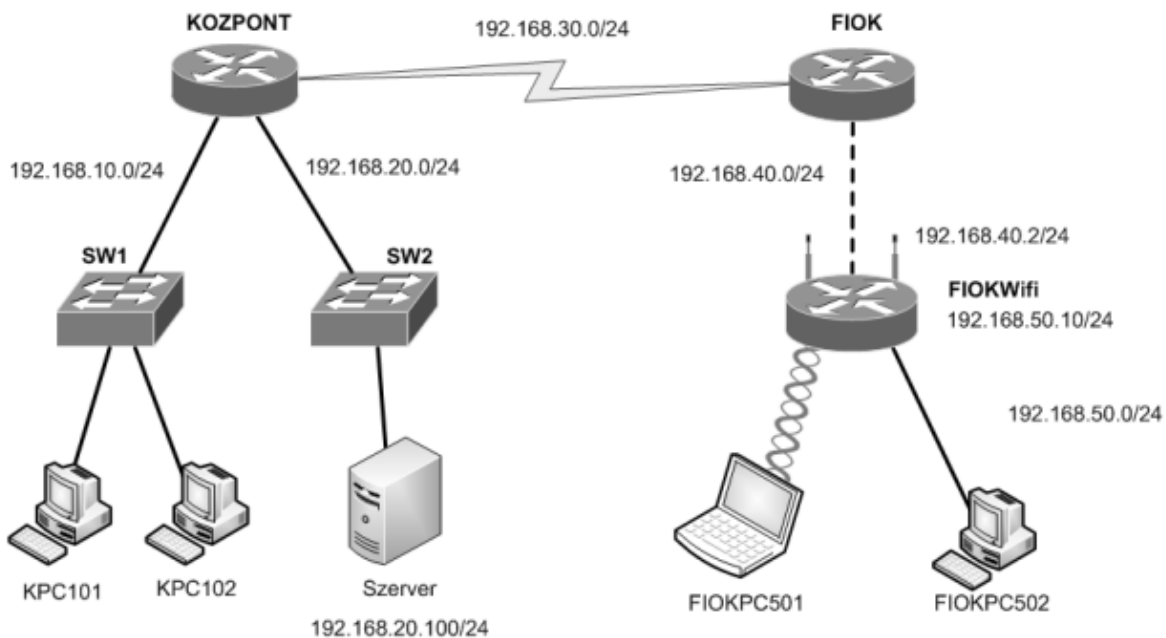 KOZPONT
192.168.30.0/24
FIOK
192.168.10.0/24
192.168.20.0/24
192.168.40.0/24
SW1
SW2
192.168.40.2/24
FIOKWifi
192.168.50.10/24
192.168.50.0/24
KPC101
KPC102
Szerver
192.168.20.100/24
FIOKPC501
FIOKPC502